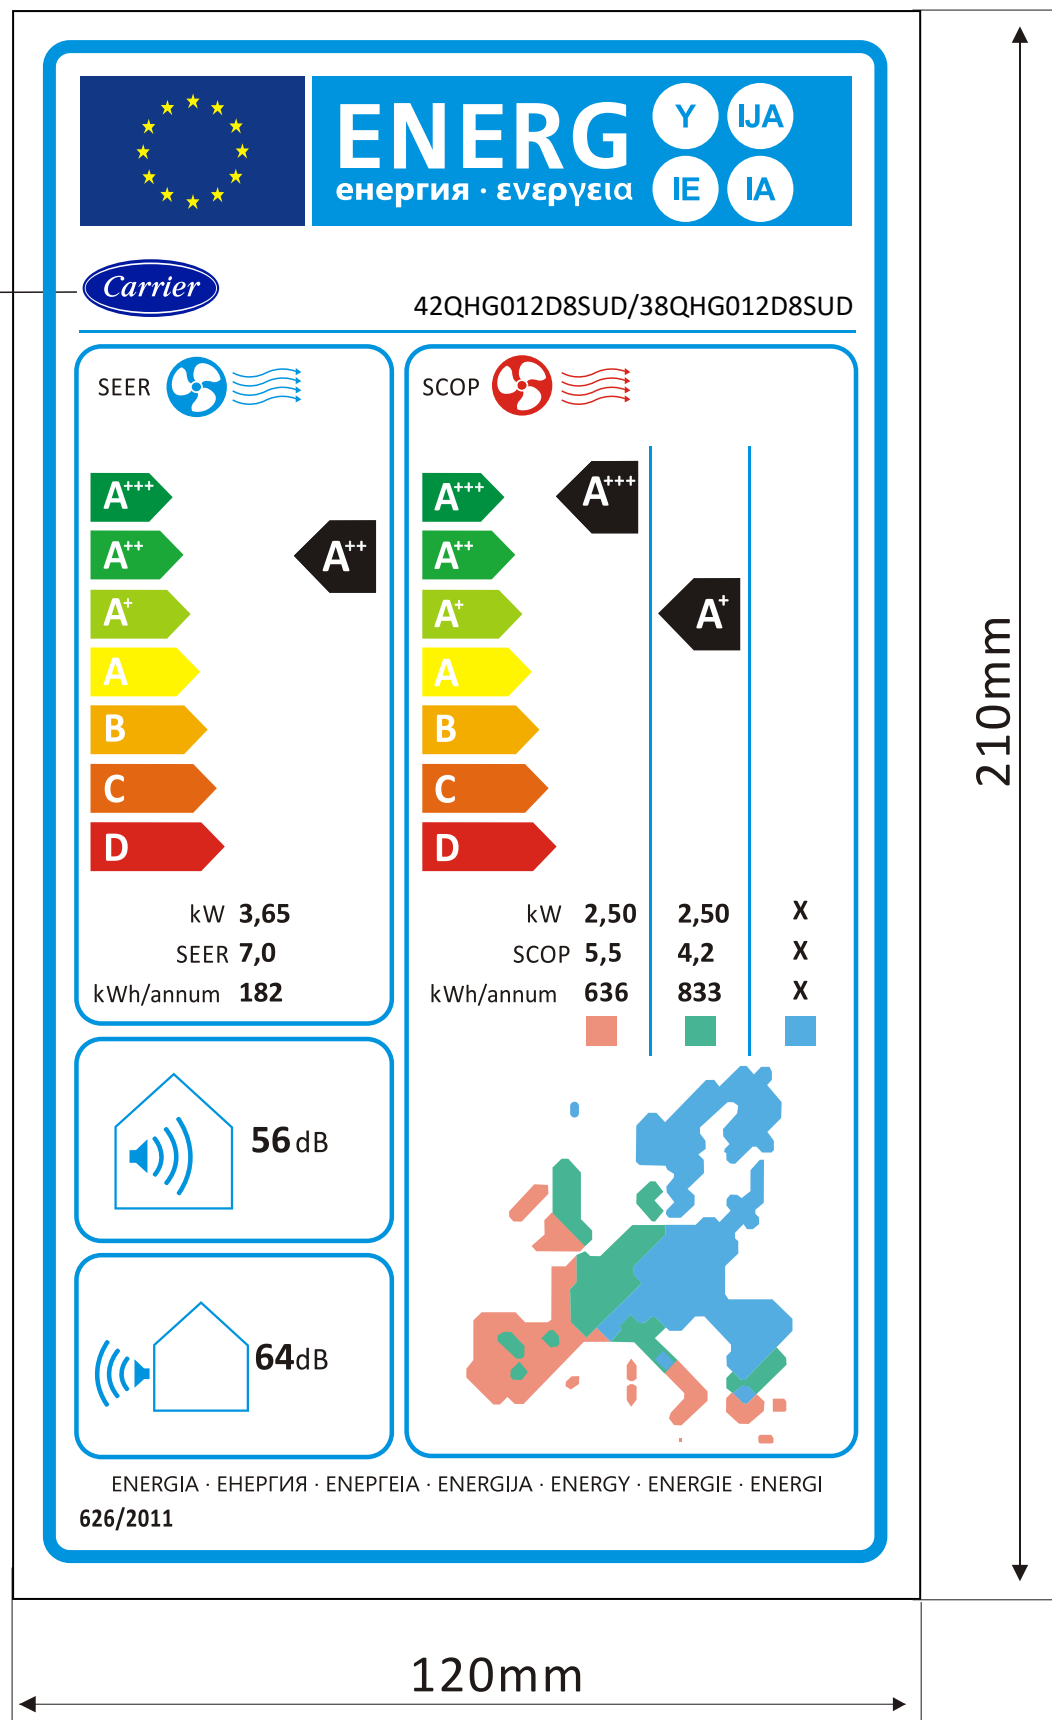 ENERG
енергия · ενεργεια
Y IJA
IE IA
Carrier
42QHG012D8SUD/38QHG012D8SUD
SEER
A+++
A++
A+
A
B
C
D
A++
kW 3,65
SEER 7,0
kWh/annum 182
SCOP
A+++
A++
A+
A
B
C
D
A+++
A+
kW 2,50 2,50 X
SCOP 5,5 4,2 X
kWh/annum 636 833 X
56 dB
64dB
ENERGIA · ЕНЕРГИЯ · ΕΝΕΡΓΕΙΑ · ENERGIJA · ENERGY · ENERGIE · ENERGI
626/2011
210mm
120mm